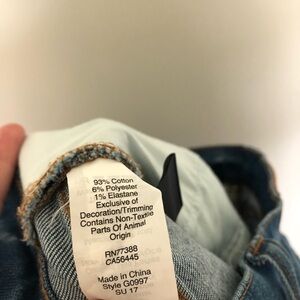 93% Cotton
6% Polyester
1% Elastane
Exclusive of
Decoration/Trimming
Contains Non-Textile
Parts Of Animal
Origin
RN77388
CA56445
Made in China
Style G0997
SU 17